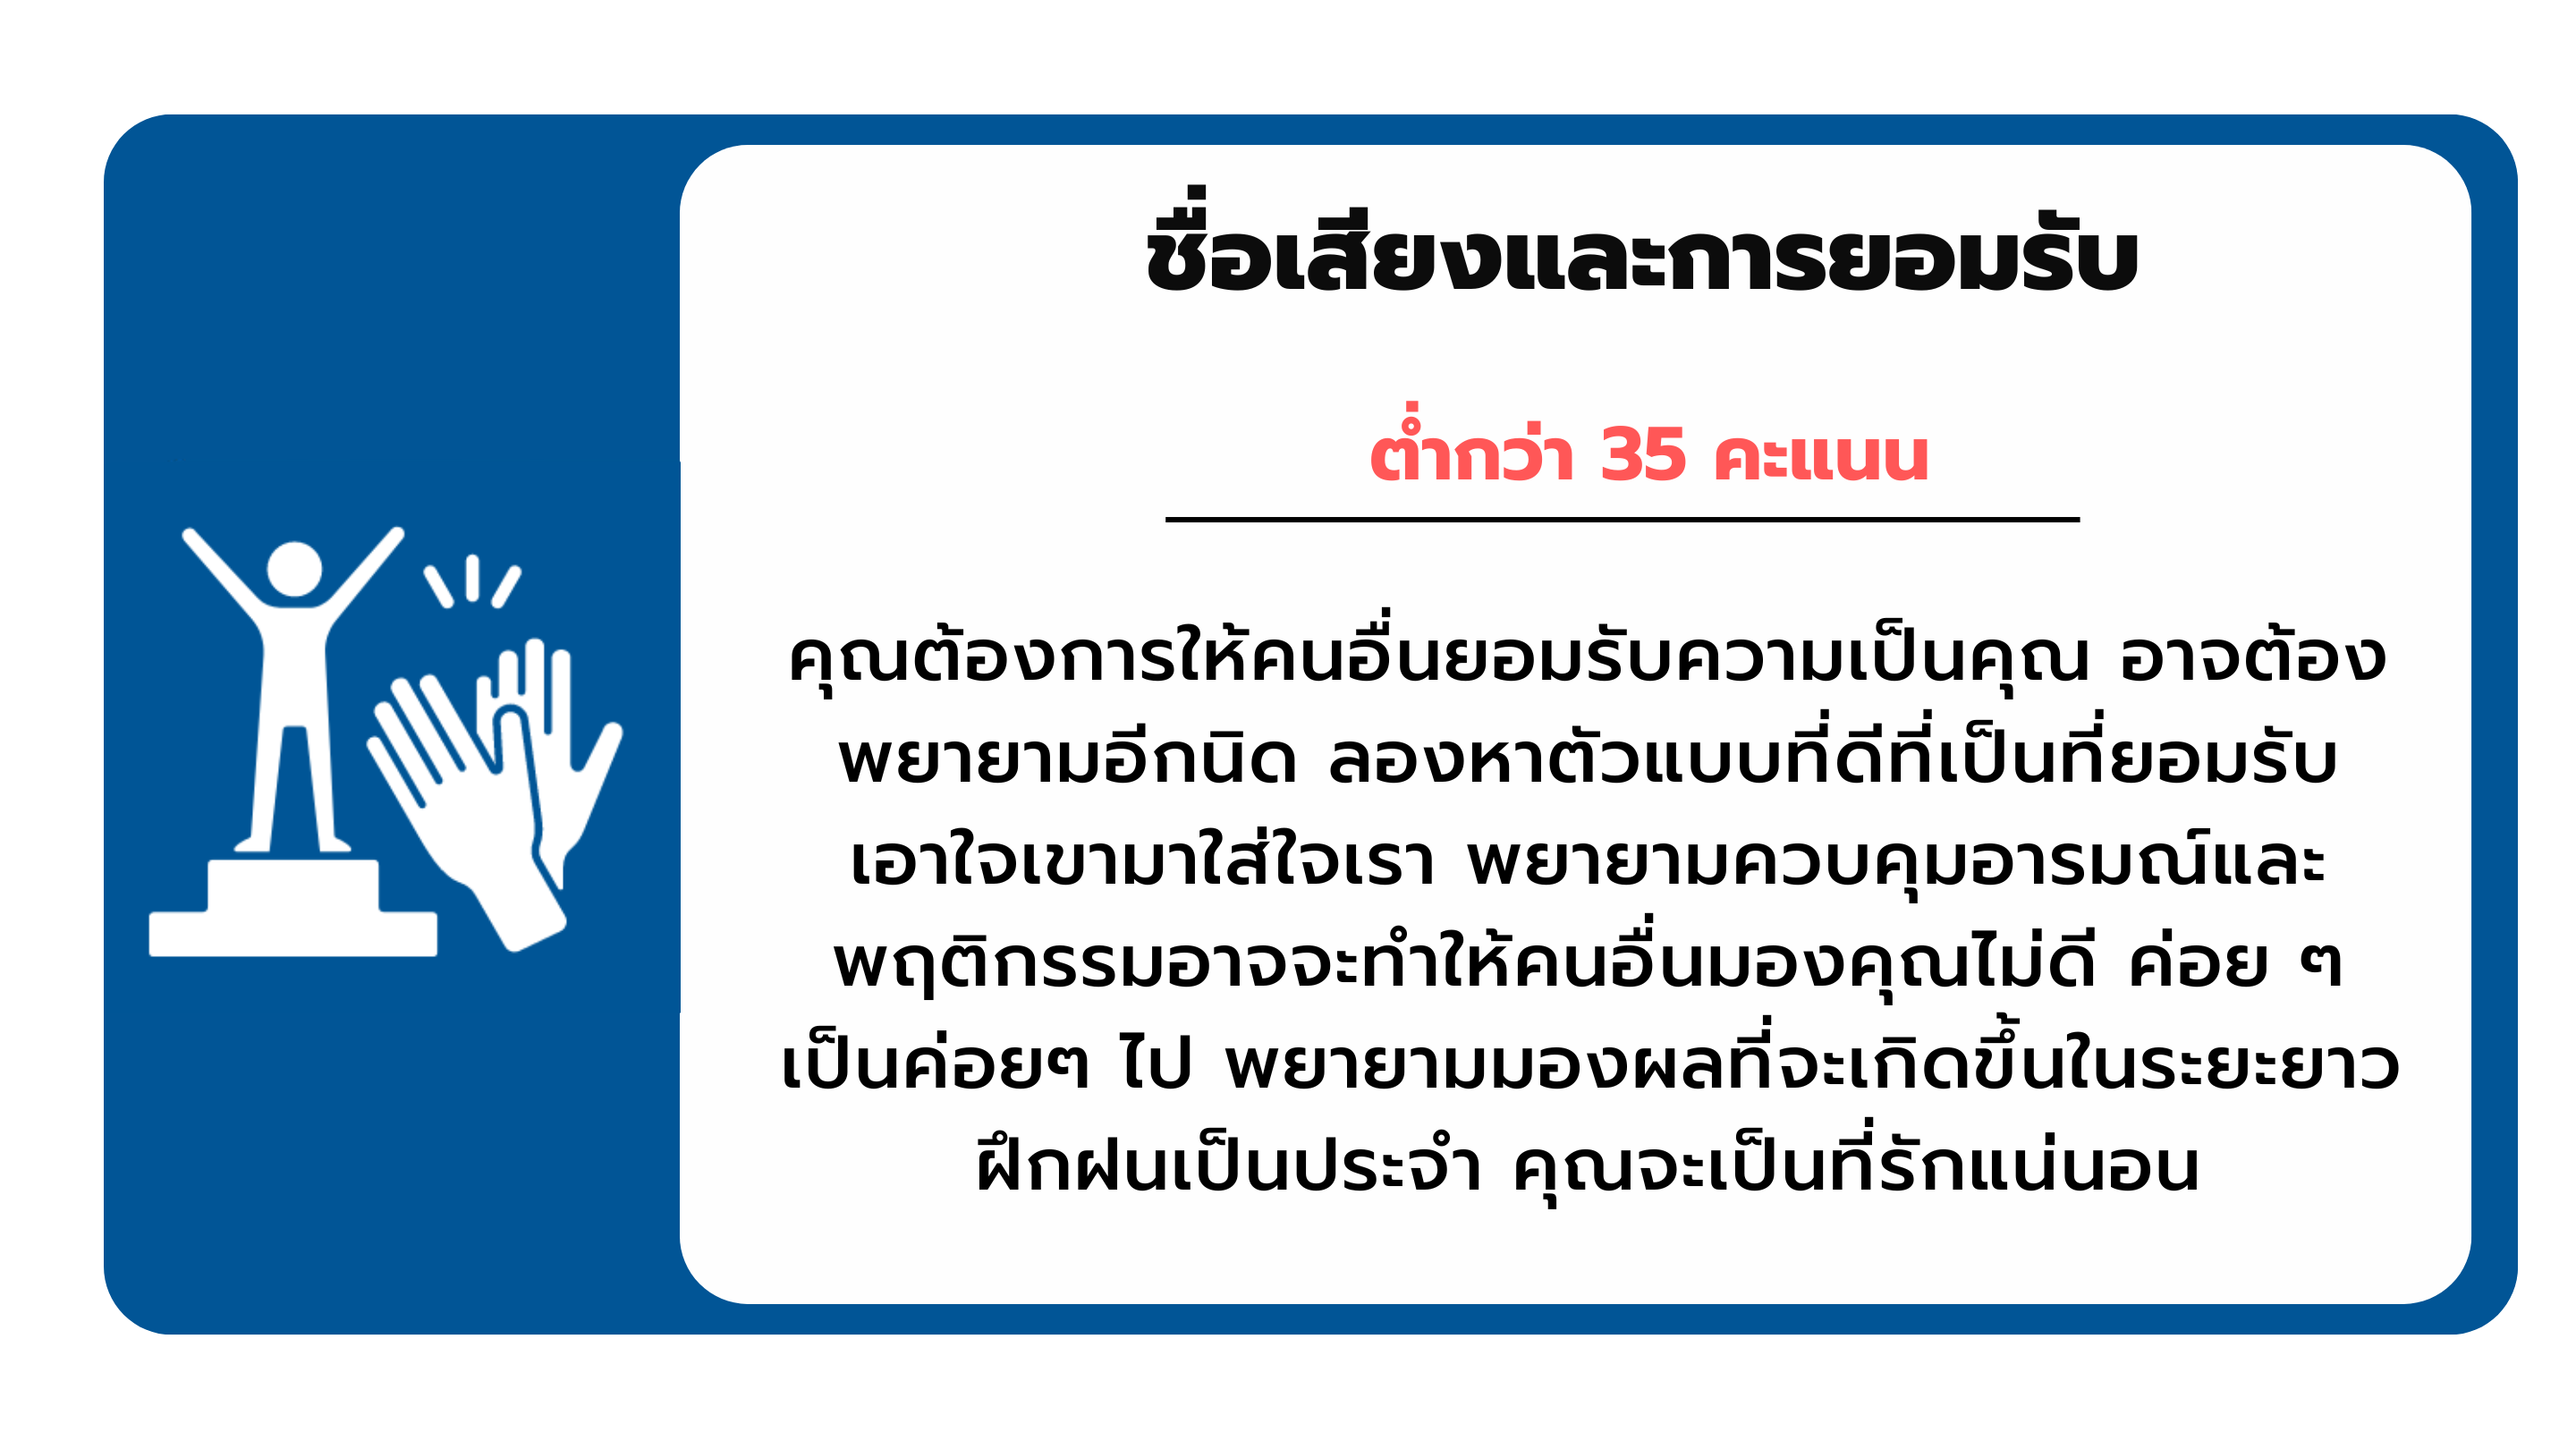 ชื่อเสียงและการยอมรับ
ต่ำกว่า 35 คะแนน
คุณต้องการให้คนอื่นยอมรับความเป็นคุณ อาจต้อง
พยายามอีกนิด ลองหาตัวแบบที่ดีที่เป็นที่ยอมรับ
เอาใจเขามาใส่ใจเรา พยายามควบคุมอารมณ์และ
พฤติกรรมอาจจะทำให้คนอื่นมองคุณไม่ดี ค่อย ๆ
เป็นค่อยๆ ไป พยายามมองผลที่จะเกิดขึ้นในระยะยาว
ฝึกฝนเป็นประจำ คุณจะเป็นที่รักแน่นอน